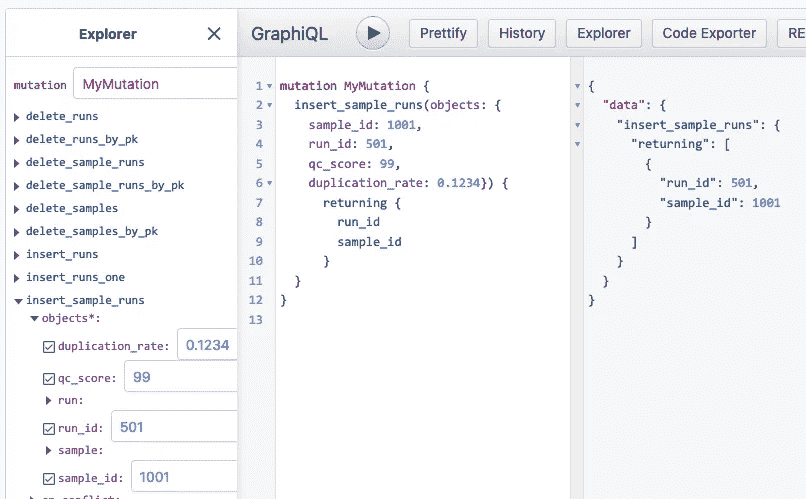 Explorer
GraphiQL
Prettify
History
Explorer
Code Exporter
RE
mutation MyMutation
delete_runs
delete_runs_by_pk
delete_sample_runs
delete_sample_runs_by_pk
delete_samples
delete_samples_by_pk
insert_runs
insert_runs_one
insert_sample_runs
objects*:
duplication_rate: 0.1234
qc_score: 99
run:
run_id: 501
sample:
sample_id: 1001
1 mutation MyMutation {
2 insert_sample_runs(objects: {
3 sample_id: 1001,
4 run_id: 501,
5 qc_score: 99,
6 duplication_rate: 0.1234}) {
7 returning {
8 run_id
9 sample_id
10 }
11 }
12 }
13
{
"data": {
"insert_sample_runs": {
"returning": [
{
"run_id": 501,
"sample_id": 1001
}
]
}
}
}